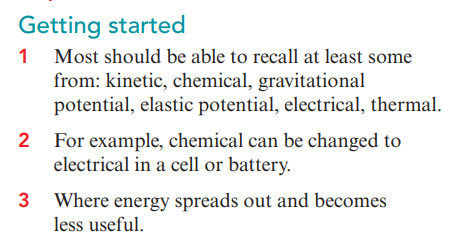 Getting started
1 Most should be able to recall at least some
from: kinetic, chemical, gravitational
potential, elastic potential, electrical, thermal.
2 For example, chemical can be changed to
electrical in a cell or battery.
3 Where energy spreads out and becomes
less useful.